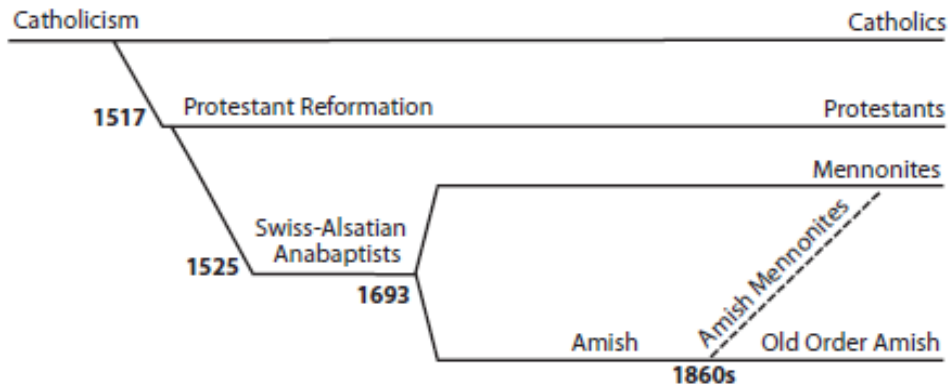 Catholicism
Catholics
1517
Protestant Reformation
Protestants
Mennonites
Swiss-Alsatian
Anabaptists
1525
1693
Amish Mennonites
Amish
Old Order Amish
1860s